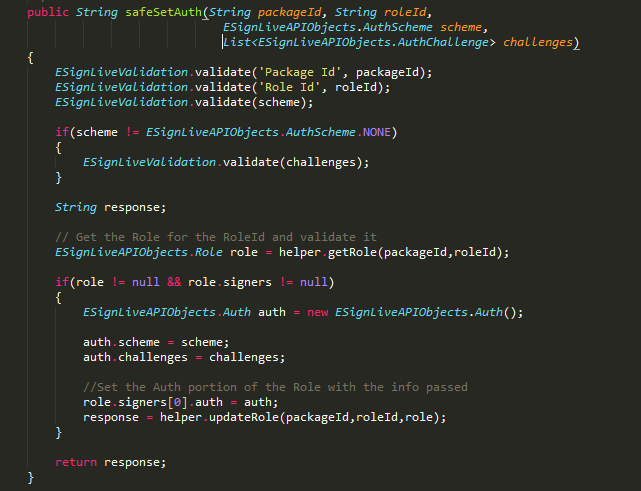 public String safeSetAuth(String packageId, String roleId,
ESignLiveAPIObjects.AuthScheme scheme,
List<ESignLiveAPIObjects.AuthChallenge> challenges)
{
ESignLiveValidation.validate('Package Id', packageId);
ESignLiveValidation.validate('Role Id', roleId);
ESignLiveValidation.validate(scheme);
if(scheme != ESignLiveAPIObjects.AuthScheme.NONE)
{
ESignLiveValidation.validate(challenges);
}
String response;
// Get the Role for the RoleId and validate it
ESignLiveAPIObjects.Role role = helper.getRole(packageId,roleId);
if(role != null && role.signers != null)
{
ESignLiveAPIObjects.Auth auth = new ESignLiveAPIObjects.Auth();
auth.scheme = scheme;
auth.challenges = challenges;
//Set the Auth portion of the Role with the info passed
role.signers[0].auth = auth;
response = helper.updateRole(packageId,roleId,role);
}
return response;
}